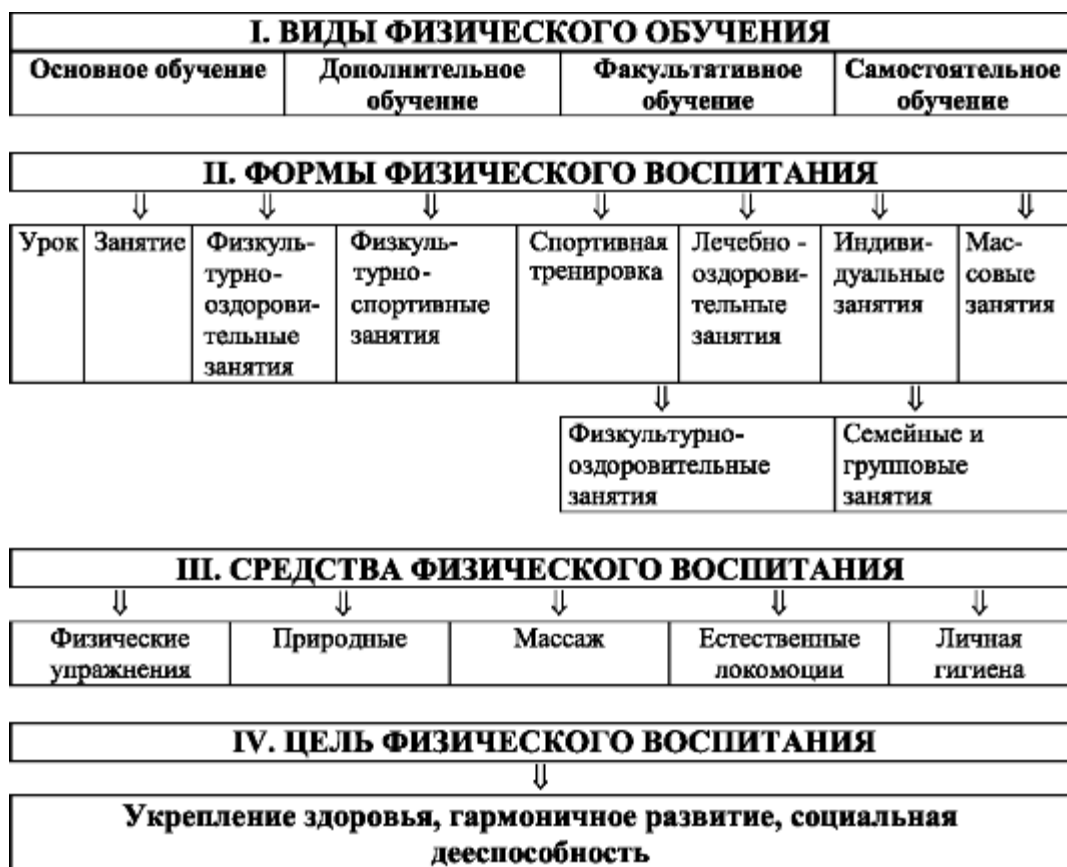 I. ВИДЫ ФИЗИЧЕСКОГО ОБУЧЕНИЯ
Основное обучение
Дополнительное
обучение
Факультативное
обучение
Самостоятельное
обучение
II. ФОРМЫ ФИЗИЧЕСКОГО ВОСПИТАНИЯ
Урок
Занятие
Физкуль-
турно-
оздорови-
тельные
занятия
Физкуль-
турно-
спортивные
занятия
Спортивная
тренировка
Лечебно -
оздорови-
тельные
занятия
Индиви-
дуальные
занятия
Мас-
совые
занятия
Физкультурно-
оздоровительные
занятия
Семейные и
групповые
занятия
III. СРЕДСТВА ФИЗИЧЕСКОГО ВОСПИТАНИЯ
Физические
упражнения
Природные
Массаж
Естественные
локомоции
Личная
гигиена
IV. ЦЕЛЬ ФИЗИЧЕСКОГО ВОСПИТАНИЯ
Укрепление здоровья, гармоничное развитие, социальная
дееспособность